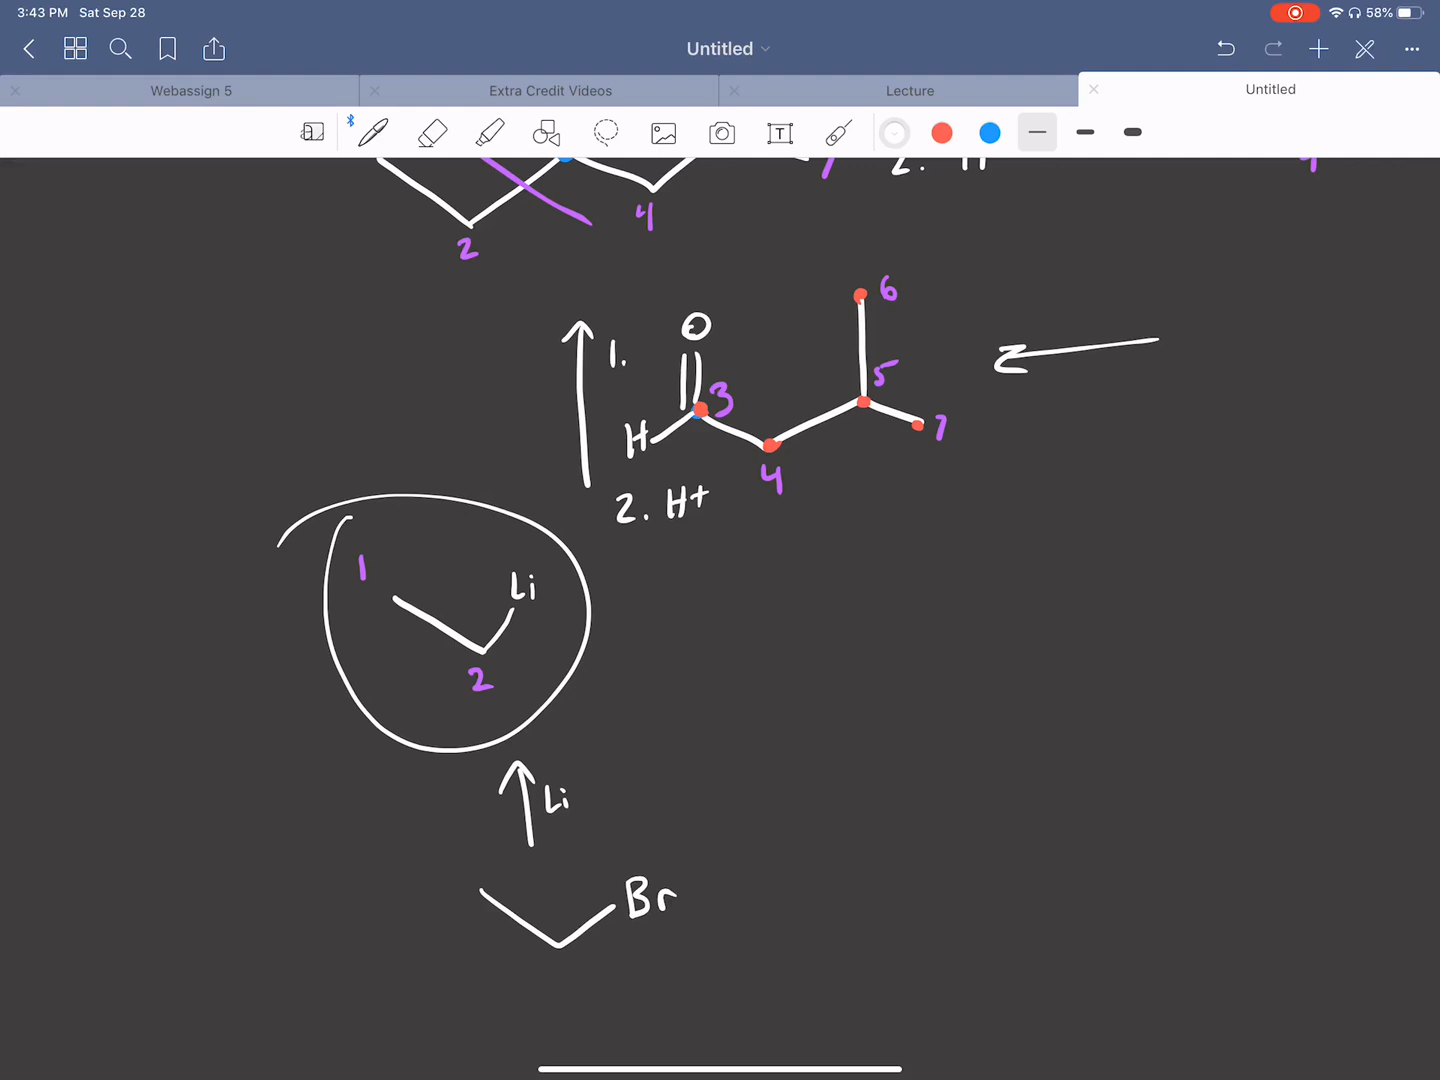 3:43 PM Sat Sep 28
58%
Untitled
Webassign 5
Extra Credit Videos
Lecture
Untitled
T
2. H
4
2
6
O
1.
5
3
H
7
4
2. H+
1
Li
2
Li
Br